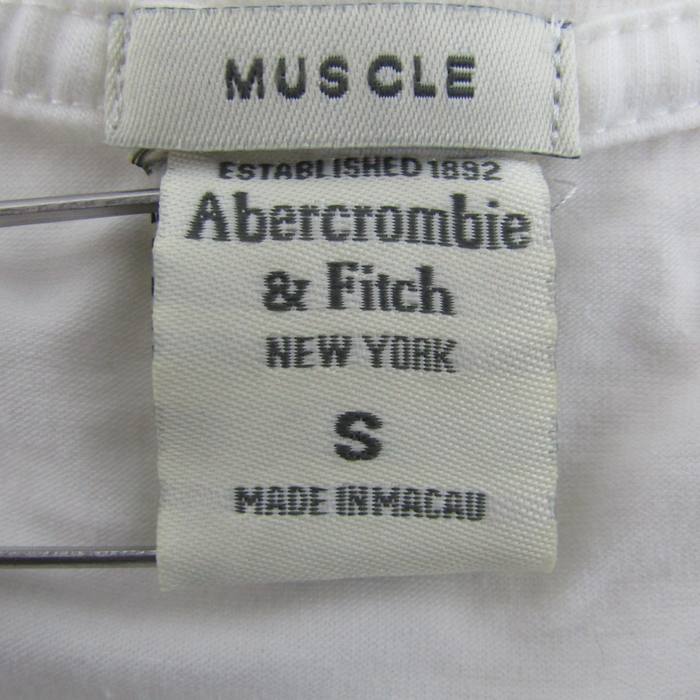 MUSCLE
ESTABLISHED 1892
Abercrombie
& Fitch
NEW YORK
S
MADE IN MACAU